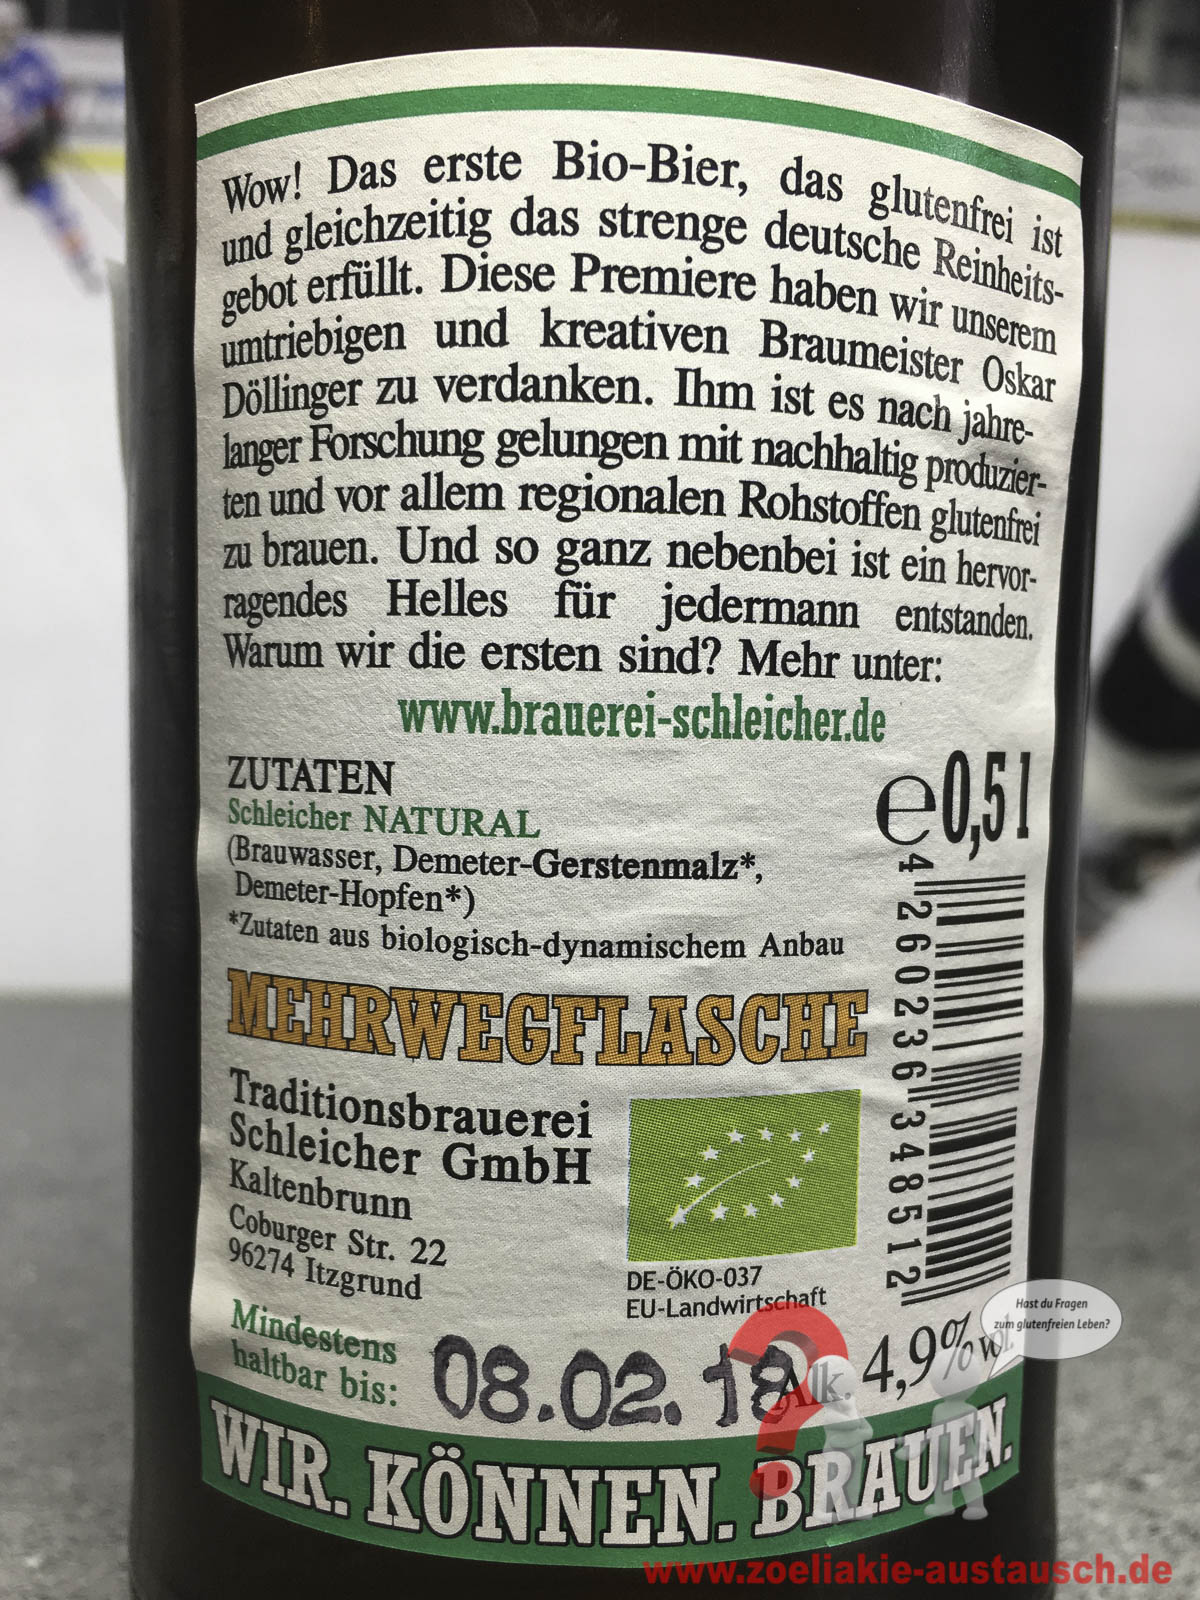 Wow! Das erste Bio-Bier, das glutenfrei ist
und gleichzeitig das strenge deutsche Reinheits-
gebot erfüllt. Diese Premiere haben wir unserem
umtriebigen und kreativen Braumeister Oskar
Döllinger zu verdanken. Ihm ist es nach jahre-
langer Forschung gelungen mit nachhaltig produzier-
ten und vor allem regionalen Rohstoffen glutenfrei
zu brauen. Und so ganz nebenbei ist ein hervor-
ragendes Helles für jedermann entstanden.
Warum wir die ersten sind? Mehr unter:
www.brauerei-schleicher.de
ZUTATEN
Schleicher NATURAL
(Brauwasser, Demeter-Gerstenmalz*,
Demeter-Hopfen*)
*Zutaten aus biologisch-dynamischem Anbau
℮ 0,5 l
4 260236 348512
MEHRWEGFLASCHE
Traditionsbrauerei
Schleicher GmbH
Kaltenbrunn
Coburger Str. 22
96274 Itzgrund
DE-ÖKO-037
EU-Landwirtschaft
Mindestens
haltbar bis:
08.02.18
Alk. 4,9% vol.
Hast du Fragen
zum glutenfreien Leben?
WIR. KÖNNEN. BRAUEN.
www.zoeliakie-austausch.de